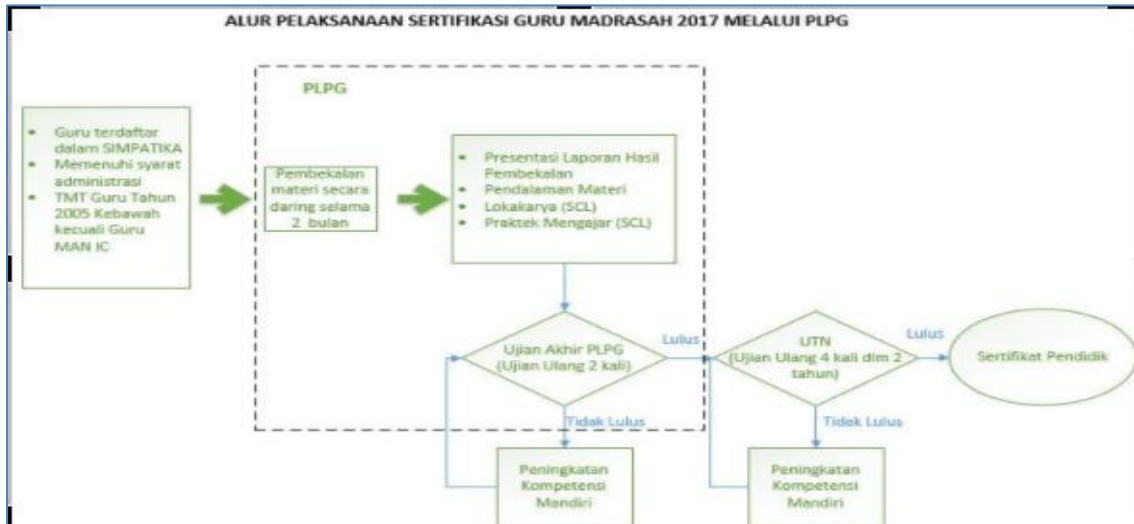 ALUR PELAKSANAAN SERTIFIKASI GURU MADRASAH 2017 MELALUI PLPG
PLPG
• Guru terdaftar
dalam SIMPATIKA
• Memenuhi syarat
administrasi
• TMT Guru Tahun
2005 Kebawah
kecuali Guru
MAN IC
Pembekalan
materi secara
daring selama
2 bulan
• Presentasi Laporan Hasil
Pembekalan
• Pendalaman Materi
• Lokakarya (SCL)
• Praktek Mengajar (SCL)
Ujian Akhir PLPG
(Ujian Ulang 2 kali)
Lulus
UTN
(Ujian Ulang 4 kali dlm 2
tahun)
Lulus
Sertifikat Pendidik
Tidak Lulus
Tidak Lulus
Peningkatan
Kompetensi
Mandiri
Peningkatan
Kompetensi
Mandiri